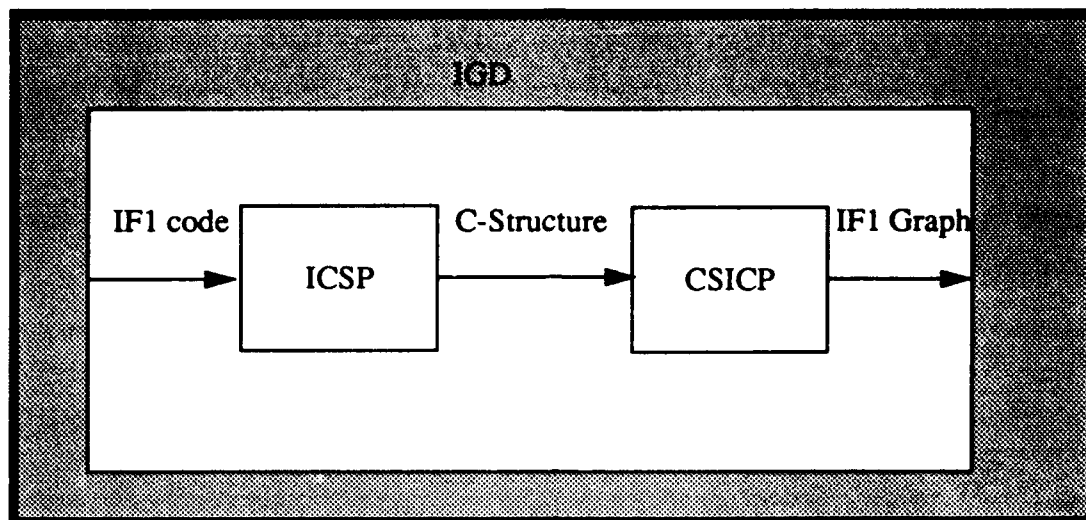 IGD
IF1 code
C-Structure
IF1 Graph
ICSP
CSICP